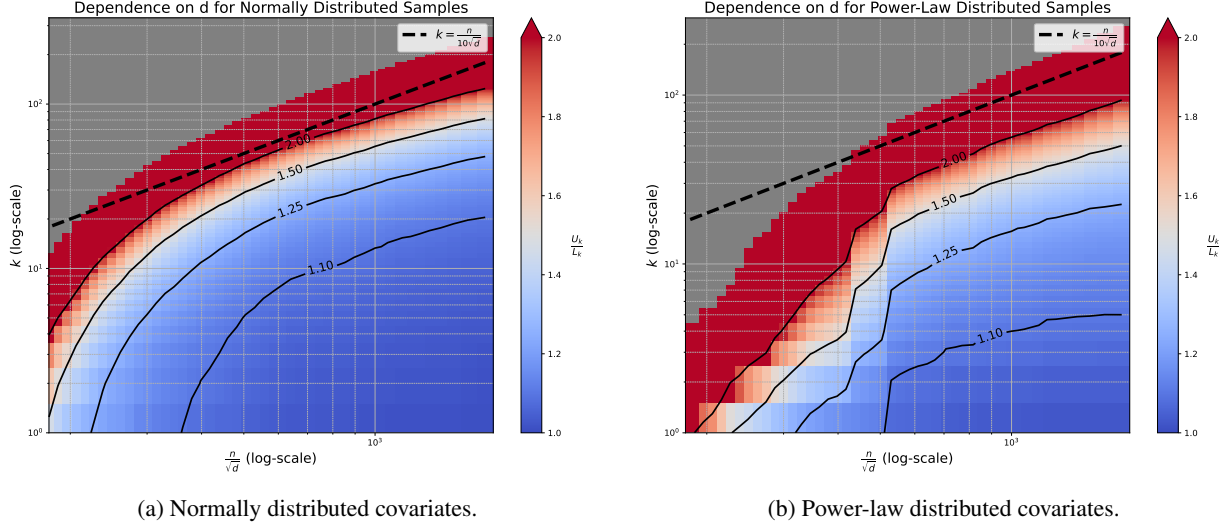 Dependence on d for Normally Distributed Samples
k = n/10√d
2.00
1.50
1.25
1.10
10²
10¹
10⁰
k (log-scale)
10³
n/√d (log-scale)
2.0
1.8
1.6
1.4
1.2
1.0
U_k/L_k
(a) Normally distributed covariates.
Dependence on d for Power-Law Distributed Samples
k = n/10√d
2.00
1.50
1.25
1.10
10²
10¹
10⁰
k (log-scale)
10³
n/√d (log-scale)
2.0
1.8
1.6
1.4
1.2
1.0
U_k/L_k
(b) Power-law distributed covariates.